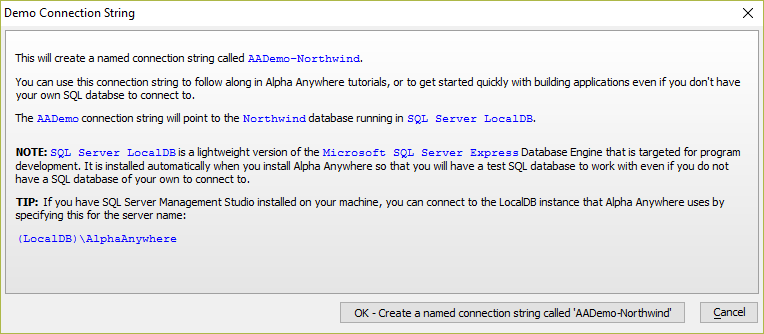 Demo Connection String
This will create a named connection string called AADemo-Northwind.
You can use this connection string to follow along in Alpha Anywhere tutorials, or to get started quickly with building applications even if you don't have
your own SQL databse to connect to.
The AADemo connection string will point to the Northwind database running in SQL Server LocalDB.
NOTE: SQL Server LocalDB is a lightweight version of the Microsoft SQL Server Express Database Engine that is targeted for program
development. It is installed automatically when you install Alpha Anywhere so that you will have a test SQL database to work with even if you do not
have a SQL database of your own to connect to.
TIP: If you have SQL Server Management Studio installed on your machine, you can connect to the LocalDB instance that Alpha Anywhere uses by
specifying this for the server name:
(LocalDB)\AlphaAnywhere
OK - Create a named connection string called 'AADemo-Northwind'
Cancel